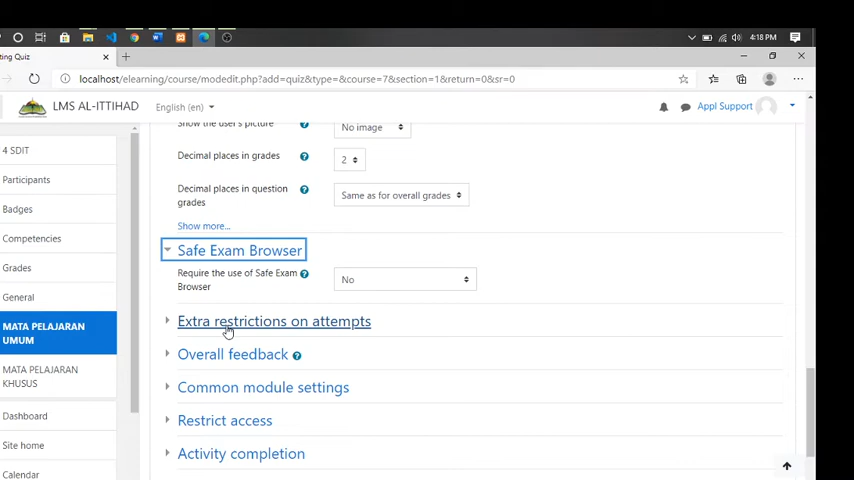 4:18 PM
ting Quiz
localhost/elearning/course/modedit.php?add=quiz&type=&course=7&section=1&return=0&sr=0
LMS AL-ITTIHAD
English (en)
Appl Support
4 SDIT
Participants
Badges
Competencies
Grades
General
MATA PELAJARAN
UMUM
MATA PELAJARAN
KHUSUS
Dashboard
Site home
Calendar
Show the user's picture
No image
Decimal places in grades
2
Decimal places in question
grades
Same as for overall grades
Show more...
Safe Exam Browser
Require the use of Safe Exam
Browser
No
Extra restrictions on attempts
Overall feedback
Common module settings
Restrict access
Activity completion